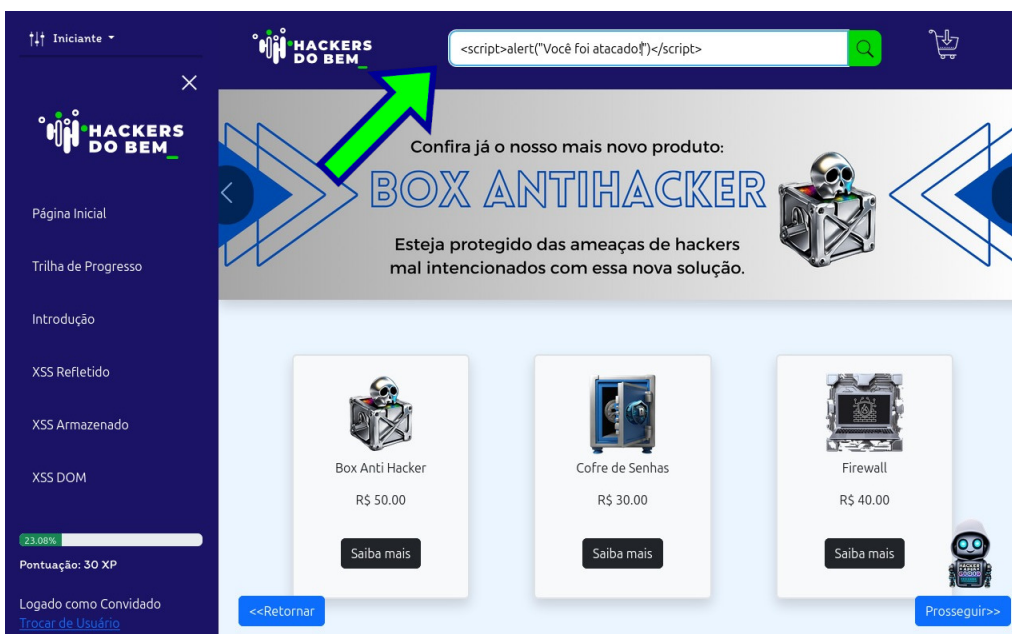 Iniciante
HACKERS
DO BEM_
Página Inicial
Trilha de Progresso
Introdução
XSS Refletido
XSS Armazenado
XSS DOM
23.08%
Pontuação: 30 XP
Logado como Convidado
Trocar de Usuário
HACKERS
DO BEM_
<script>alert("Você foi atacado!")</script>
Confira já o nosso mais novo produto:
BOX ANTIHACKER
Esteja protegido das ameaças de hackers
mal intencionados com essa nova solução.
Box Anti Hacker
R$ 50.00
Saiba mais
Cofre de Senhas
R$ 30.00
Saiba mais
Firewall
R$ 40.00
Saiba mais
<<Retornar
Prosseguir>>